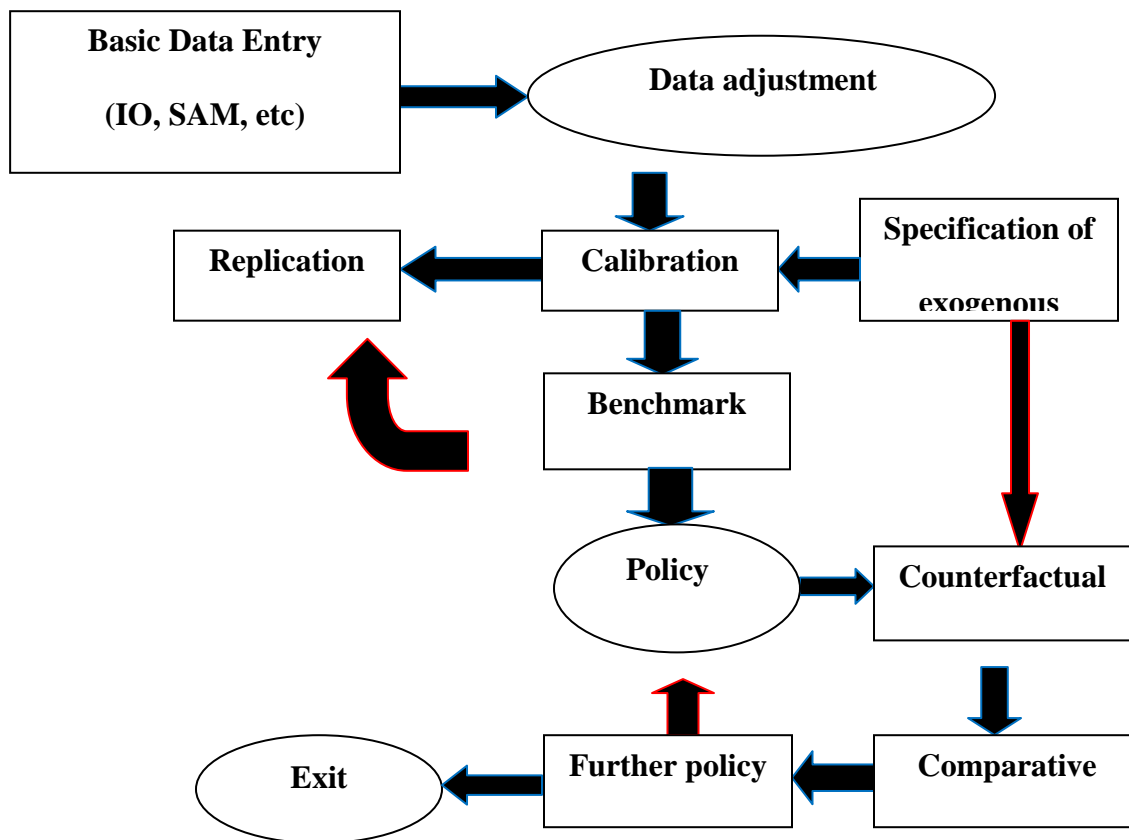 Basic Data Entry
(IO, SAM, etc)
Data adjustment
Replication
Calibration
Specification of
exogenous
Benchmark
Policy
Counterfactual
Exit
Further policy
Comparative